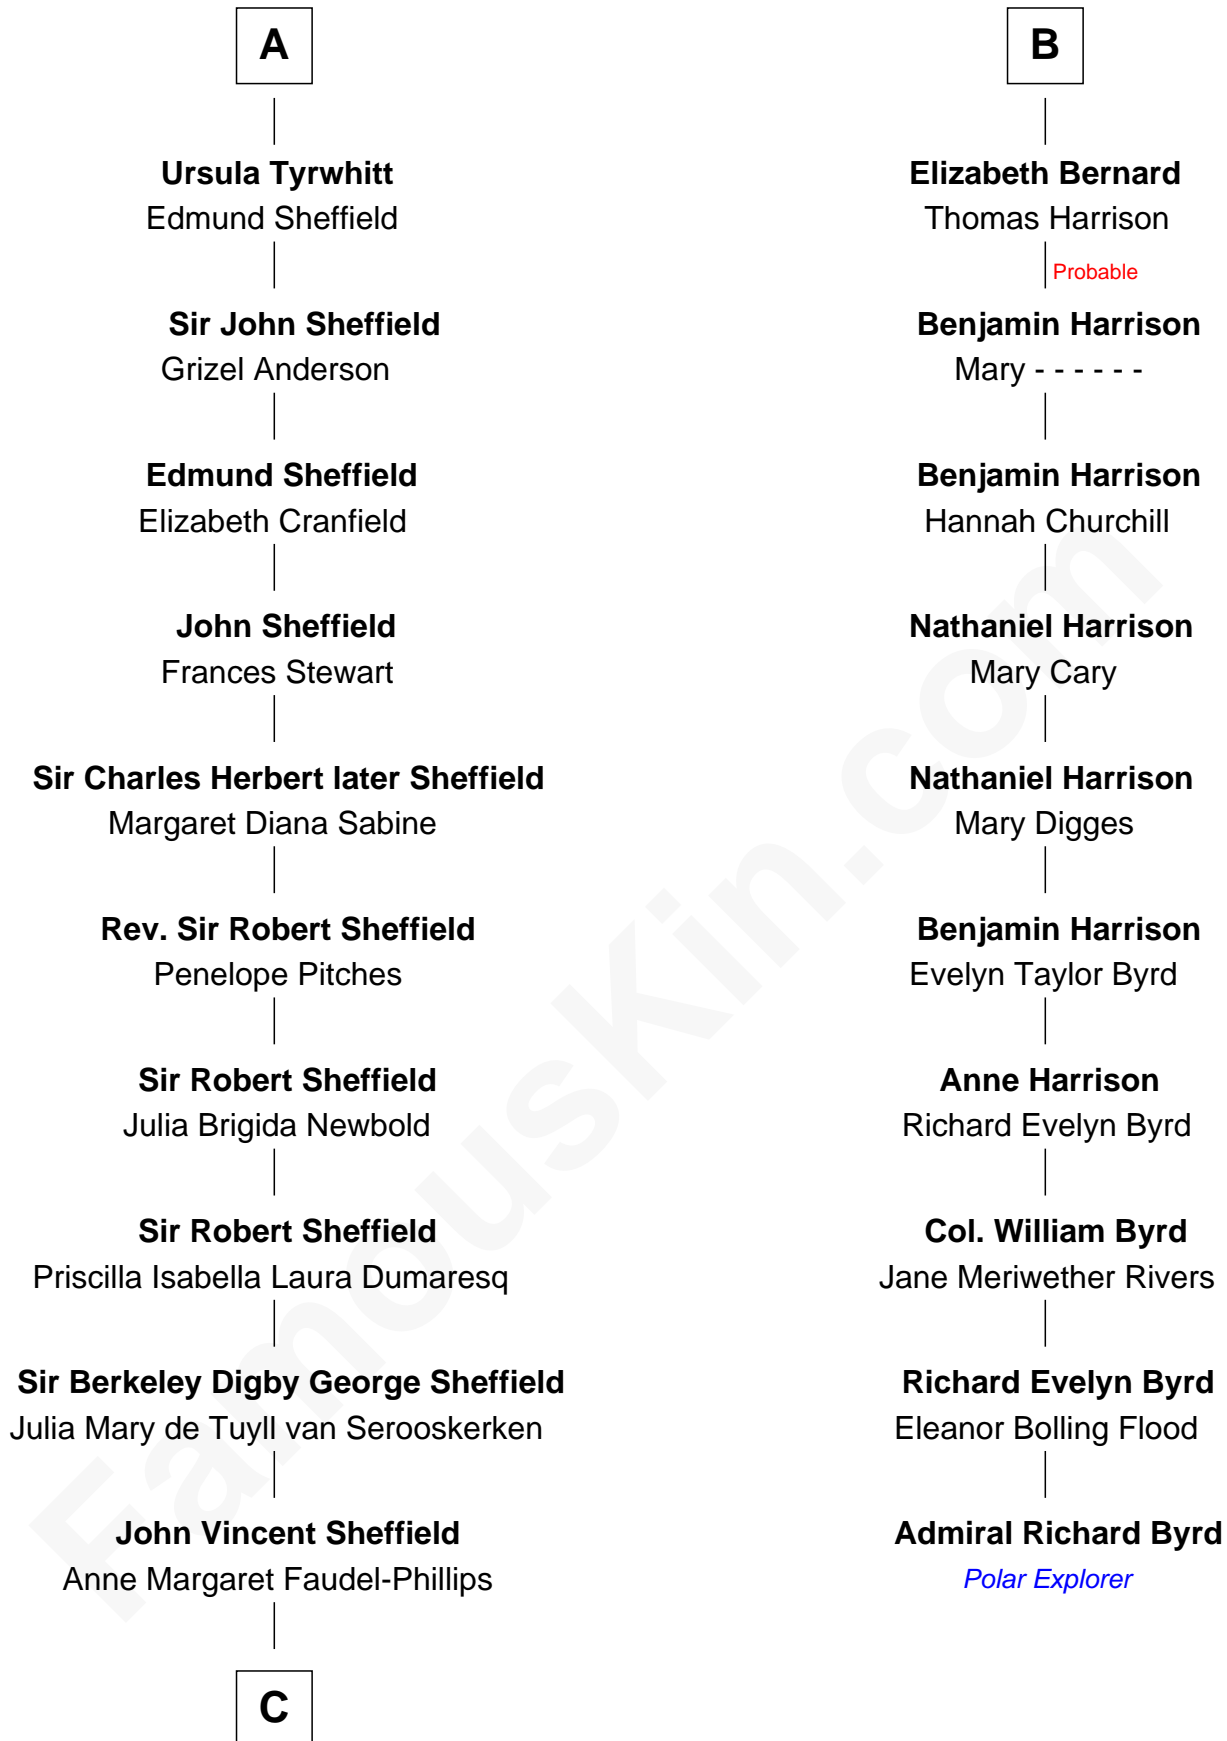 A
Ursula Tyrwhitt
Edmund Sheffield
Sir John Sheffield
Grizel Anderson
Edmund Sheffield
Elizabeth Cranfield
John Sheffield
Frances Stewart
Sir Charles Herbert later Sheffield
Margaret Diana Sabine
Rev. Sir Robert Sheffield
Penelope Pitches
Sir Robert Sheffield
Julia Brigida Newbold
Sir Robert Sheffield
Priscilla Isabella Laura Dumaresq
Sir Berkeley Digby George Sheffield
Julia Mary de Tuyll van Serooskerken
John Vincent Sheffield
Anne Margaret Faudel-Phillips
C
B
Elizabeth Bernard
Thomas Harrison
Probable
Benjamin Harrison
Mary - - - - - -
Benjamin Harrison
Hannah Churchill
Nathaniel Harrison
Mary Cary
Nathaniel Harrison
Mary Digges
Benjamin Harrison
Evelyn Taylor Byrd
Anne Harrison
Richard Evelyn Byrd
Col. William Byrd
Jane Meriwether Rivers
Richard Evelyn Byrd
Eleanor Bolling Flood
Admiral Richard Byrd
Polar Explorer
FamousKin.com